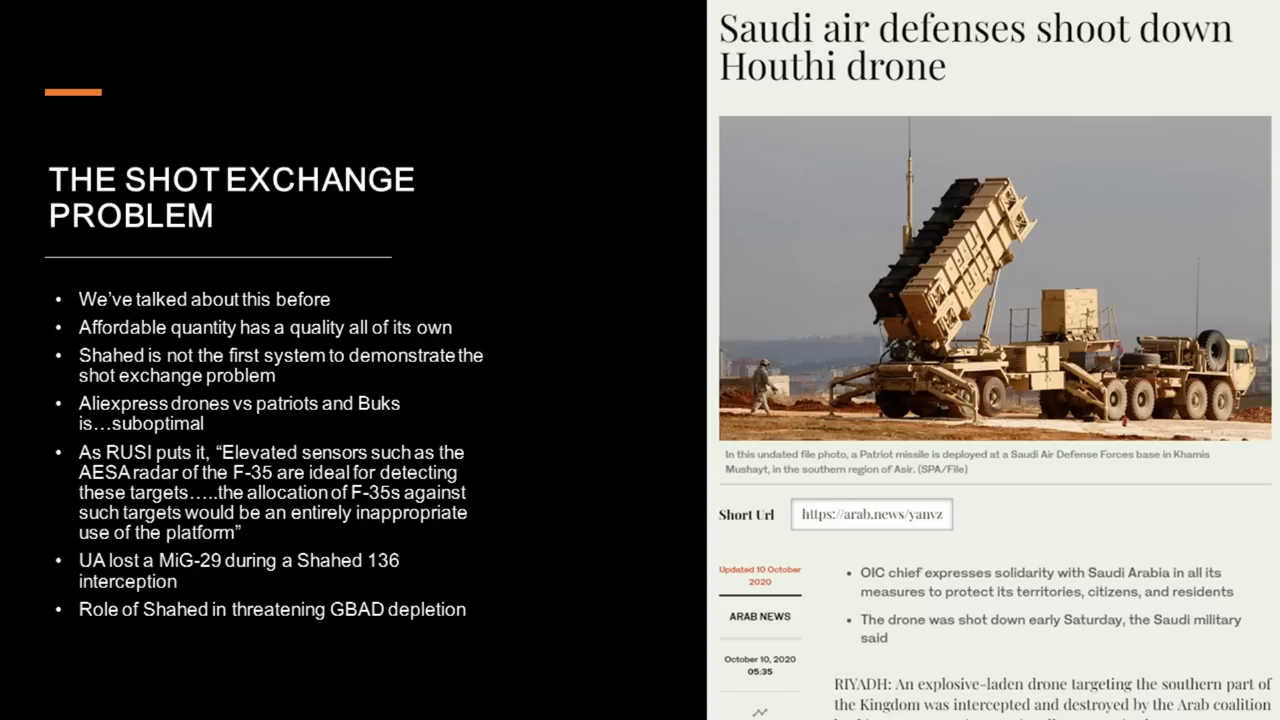 THE SHOT EXCHANGE
PROBLEM
• We've talked about this before
• Affordable quantity has a quality all of its own
• Shahed is not the first system to demonstrate the
shot exchange problem
• Aliexpress drones vs patriots and Buks
is…suboptimal
• As RUSI puts it, “Elevated sensors such as the
AESA radar of the F-35 are ideal for detecting
these targets…..the allocation of F-35s against
such targets would be an entirely inappropriate
use of the platform”
• UA lost a MiG-29 during a Shahed 136
interception
• Role of Shahed in threatening GBAD depletion
Saudi air defenses shoot down
Houthi drone
In this undated file photo, a Patriot missile is deployed at a Saudi Air Defense Forces base in Khamis
Mushayt, in the southern region of Asir. (SPA/File)
Short Url
https://arab.news/yanvz
Updated 10 October
2020
ARAB NEWS
October 10, 2020
05:35
• OIC chief expresses solidarity with Saudi Arabia in all its
measures to protect its territories, citizens, and residents
• The drone was shot down early Saturday, the Saudi military
said
RIYADH: An explosive-laden drone targeting the southern part of
the Kingdom was intercepted and destroyed by the Arab coalition